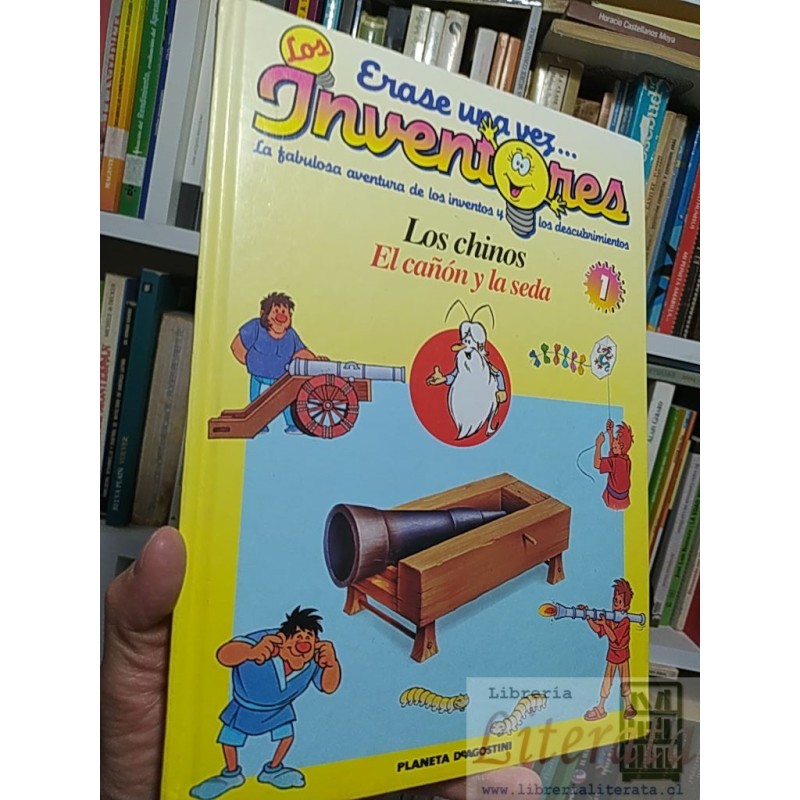 Horacio Castellanos Moya
Erase una vez...
Los
Inventores
La fabulosa aventura de los inventos y los descubrimientos
Los chinos
El cañón y la seda
1
PLANETA DEAGOSTINI
Librería
Literata
www.librerialiterata.cl